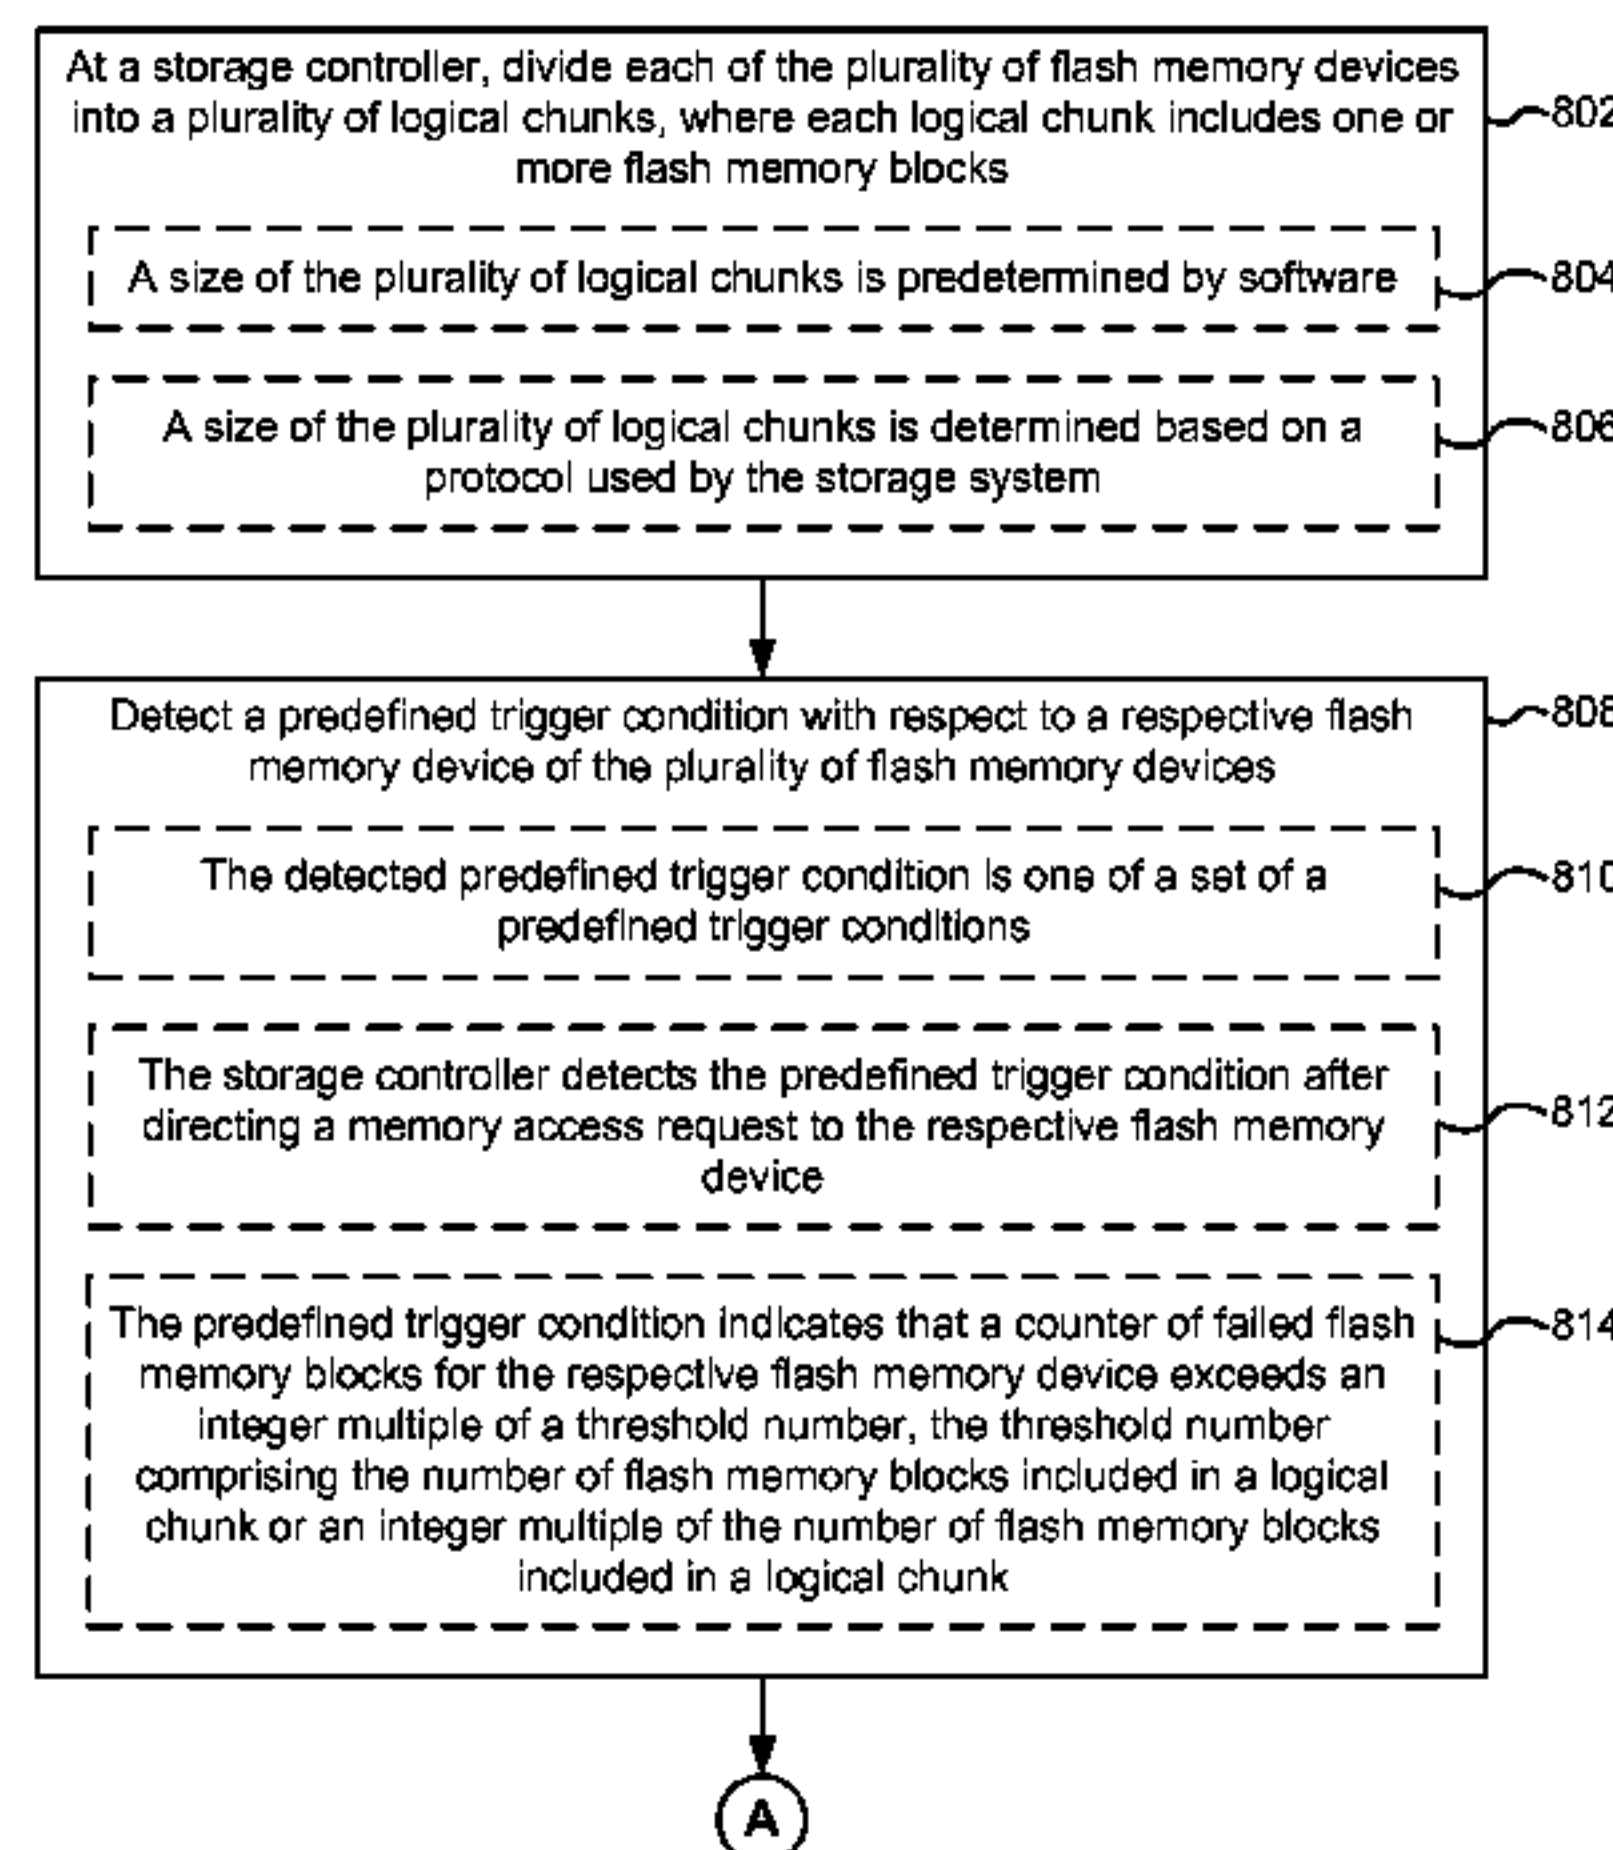 At a storage controller, divide each of the plurality of flash memory devices
into a plurality of logical chunks, where each logical chunk includes one or
more flash memory blocks
802
A size of the plurality of logical chunks is predetermined by software
804
A size of the plurality of logical chunks is determined based on a
protocol used by the storage system
806
Detect a predefined trigger condition with respect to a respective flash
memory device of the plurality of flash memory devices
808
The detected predefined trigger condition is one of a set of a
predefined trigger conditions
810
The storage controller detects the predefined trigger condition after
directing a memory access request to the respective flash memory
device
812
The predefined trigger condition indicates that a counter of failed flash
memory blocks for the respective flash memory device exceeds an
integer multiple of a threshold number, the threshold number
comprising the number of flash memory blocks included in a logical
chunk or an integer multiple of the number of flash memory blocks
included in a logical chunk
814
A